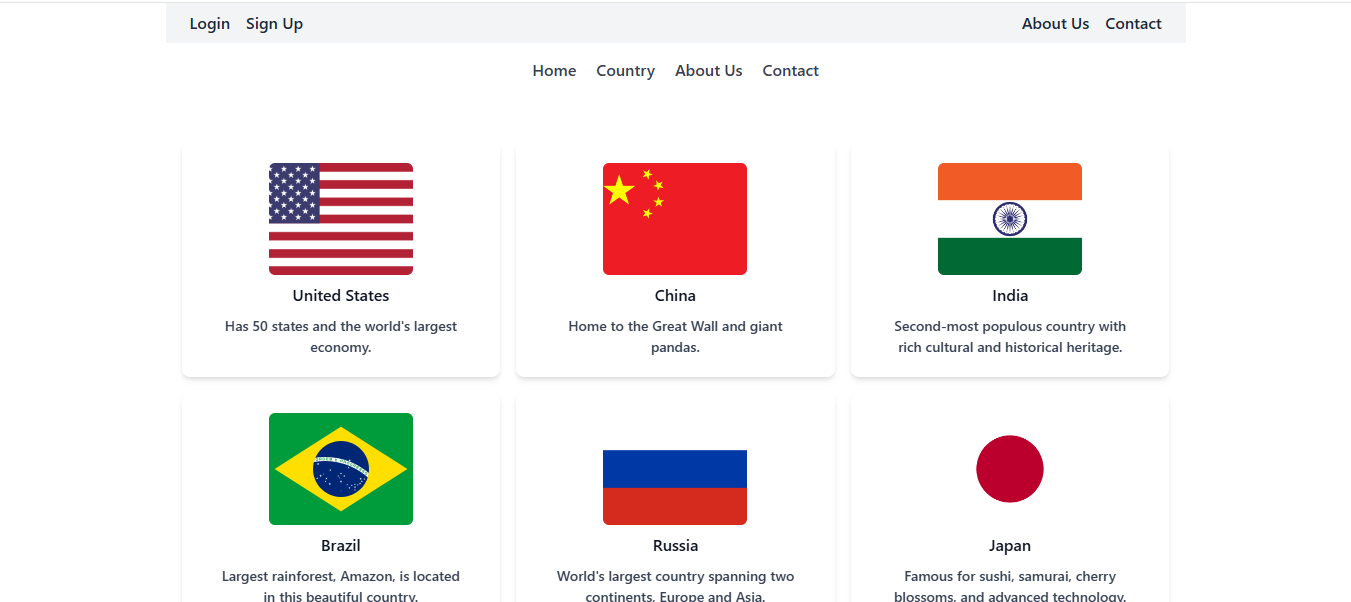 Login Sign Up About Us Contact
Home Country About Us Contact
United States
Has 50 states and the world's largest
economy.
China
Home to the Great Wall and giant
pandas.
India
Second-most populous country with
rich cultural and historical heritage.
Brazil
Largest rainforest, Amazon, is located
in this beautiful country.
Russia
World's largest country spanning two
continents, Europe and Asia.
Japan
Famous for sushi, samurai, cherry
blossoms, and advanced technology.